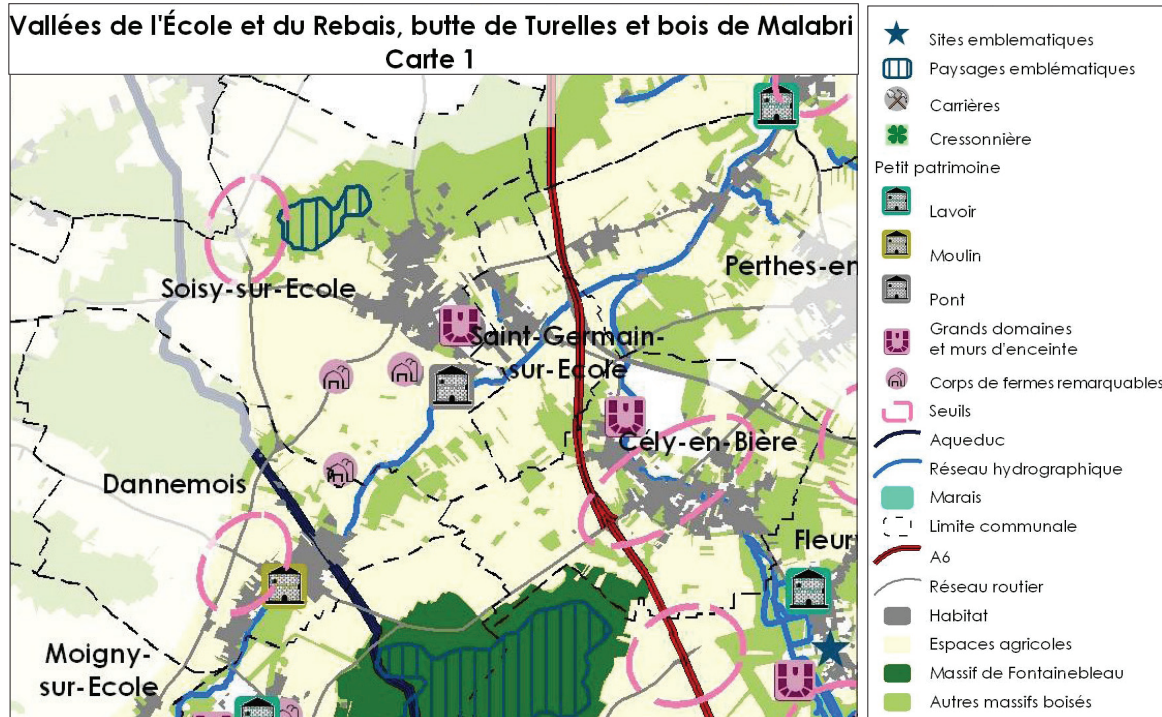 Vallées de l'École et du Rebais, butte de Turelles et bois de Malabri
Carte 1
Soisy-sur-Ecole
Perthes-en
Saint-Germain-
sur-Ecole
Cély-en-Bière
Dannemois
Fleur
Moigny-
sur-Ecole
Sites emblematiques
Paysages emblématiques
Carrières
Cressonnière
Petit patrimoine
Lavoir
Moulin
Pont
Grands domaines
et murs d'enceinte
Corps de fermes remarquables
Seuils
Aqueduc
Réseau hydrographique
Marais
Limite communale
A6
Réseau routier
Habitat
Espaces agricoles
Massif de Fontainebleau
Autres massifs boisés